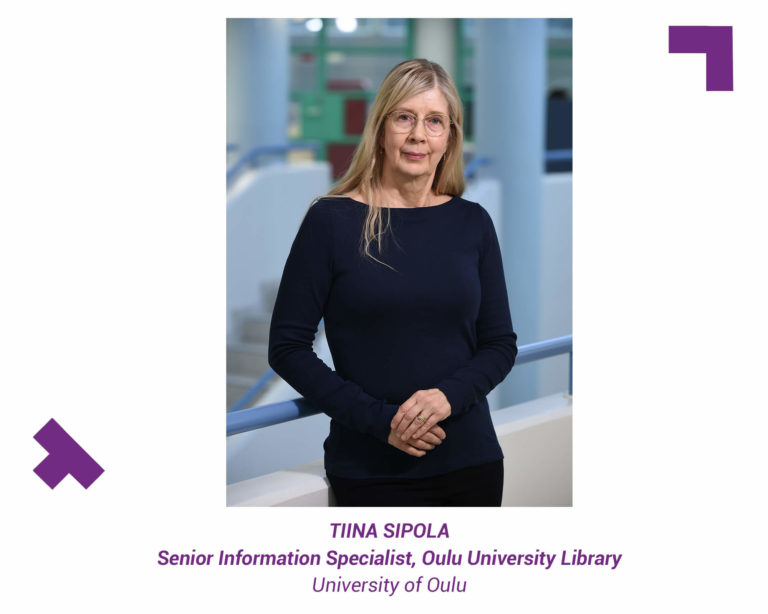 TIINA SIPOLA
Senior Information Specialist, Oulu University Library
University of Oulu